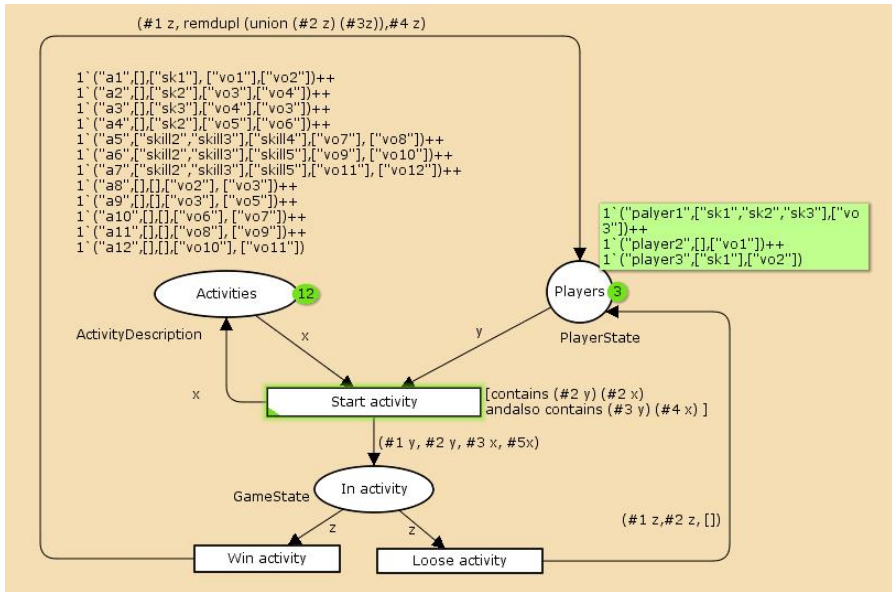 (#1 z, remdupl (union (#2 z) (#3z)),#4 z)
1`("a1",[],["sk1"], ["vo1"],["vo2"])++
1`("a2",[],["sk2"],["vo3"],["vo4"])++
1`("a3",[],["sk3"],["vo4"],["vo3"])++
1`("a4",[],["sk2"],["vo5"],["vo6"])++
1`("a5",["skill2","skill3"],["skill4"],["vo7"], ["vo8"])++
1`("a6",["skill2","skill3"],["skill5"],["vo9"], ["vo10"])++
1`("a7",["skill2","skill3"],["skill5"],["vo11"], ["vo12"])++
1`("a8",[],[],["vo2"], ["vo3"])++
1`("a9",[],[],["vo3"], ["vo5"])++
1`("a10",[],[],["vo6"], ["vo7"])++
1`("a11",[],[],["vo8"], ["vo9"])++
1`("a12",[],[],["vo10"], ["vo11"])
1`("palyer1",["sk1","sk2","sk3"],["vo
3"])++
1`("player2",[],["vo1"])++
1`("player3",["sk1"],["vo2"])
Activities
12
Players
3
ActivityDescription
x
y
PlayerState
x
Start activity
[contains (#2 y) (#2 x)
andalso contains (#3 y) (#4 x) ]
(#1 y, #2 y, #3 x, #5x)
GameState
In activity
(#1 z,#2 z, [])
z
z
Win activity
Loose activity